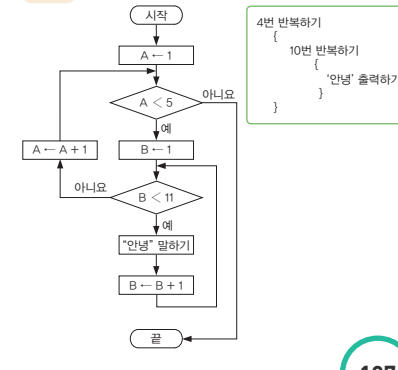 시작
A ← 1
A < 5
아니요
예
A ← A + 1
B ← 1
아니요
B < 11
예
"안녕" 말하기
B ← B + 1
끝
4번 반복하기
{
10번 반복하기
{
'안녕' 출력하기
}
}